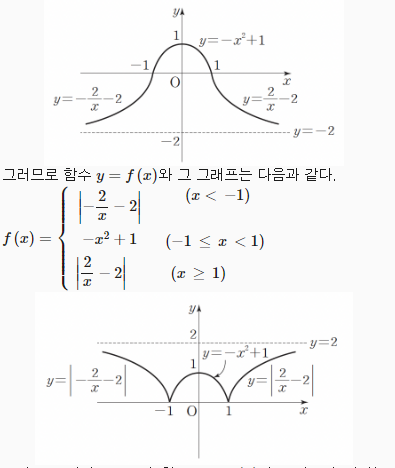 y
1
y=−x²+1
−1
1
O
x
y=−2/x−2
y=2/x−2
−2
y=−2
그러므로 함수 y = f(x)와 그 그래프는 다음과 같다.
f(x) = { |−2/x − 2| (x < −1)
−x² + 1 (−1 ≤ x < 1)
|2/x − 2| (x ≥ 1)
y
2
y=2
y=−x²+1
1
y=|−2/x−2|
y=|2/x−2|
−1 O 1 x